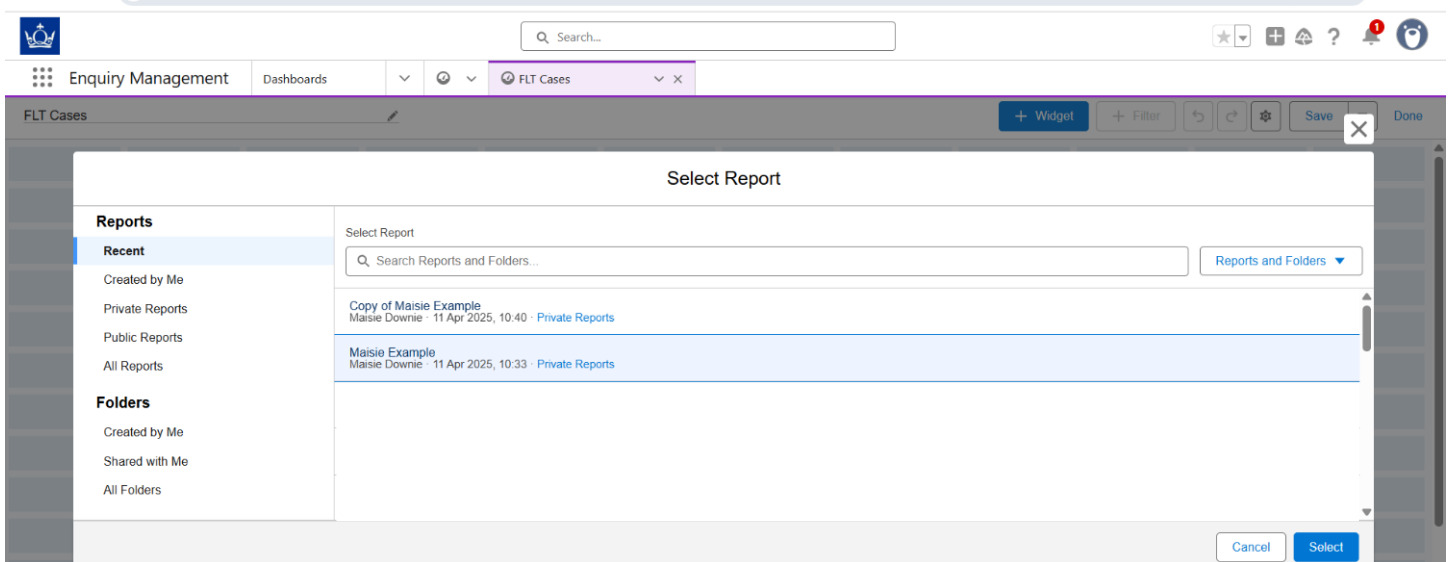 Search...
1
Enquiry Management
Dashboards
FLT Cases
FLT Cases
+ Widget
+ Filter
Save
Done
Select Report
Reports
Recent
Created by Me
Private Reports
Public Reports
All Reports
Folders
Created by Me
Shared with Me
All Folders
Select Report
Search Reports and Folders...
Reports and Folders
Copy of Maisie Example
Maisie Downie · 11 Apr 2025, 10:40 · Private Reports
Maisie Example
Maisie Downie · 11 Apr 2025, 10:33 · Private Reports
Cancel
Select